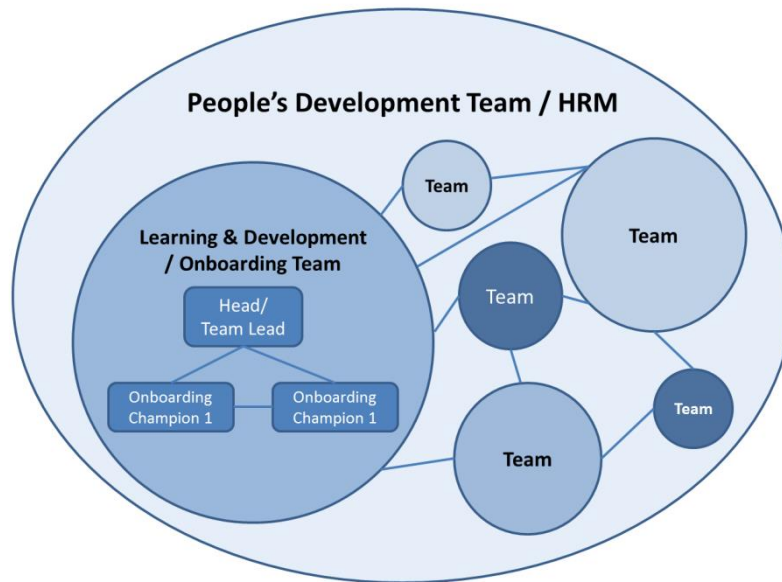 People’s Development Team / HRM
Team
Learning & Development
/ Onboarding Team
Team
Head/
Team Lead
Team
Onboarding
Champion 1
Onboarding
Champion 1
Team
Team